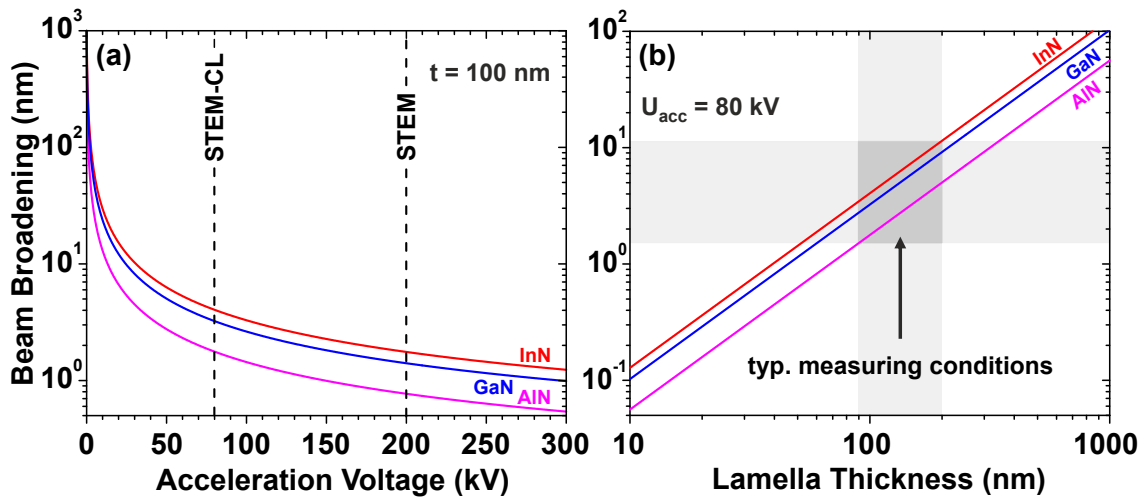 Beam Broadening (nm)
10³
10²
10¹
10⁰
(a)
t = 100 nm
STEM-CL
STEM
InN
GaN
AlN
0 50 100 150 200 250 300
Acceleration Voltage (kV)
10²
10¹
10⁰
10⁻¹
(b)
U_acc = 80 kV
InN
GaN
AlN
typ. measuring conditions
10 100 1000
Lamella Thickness (nm)